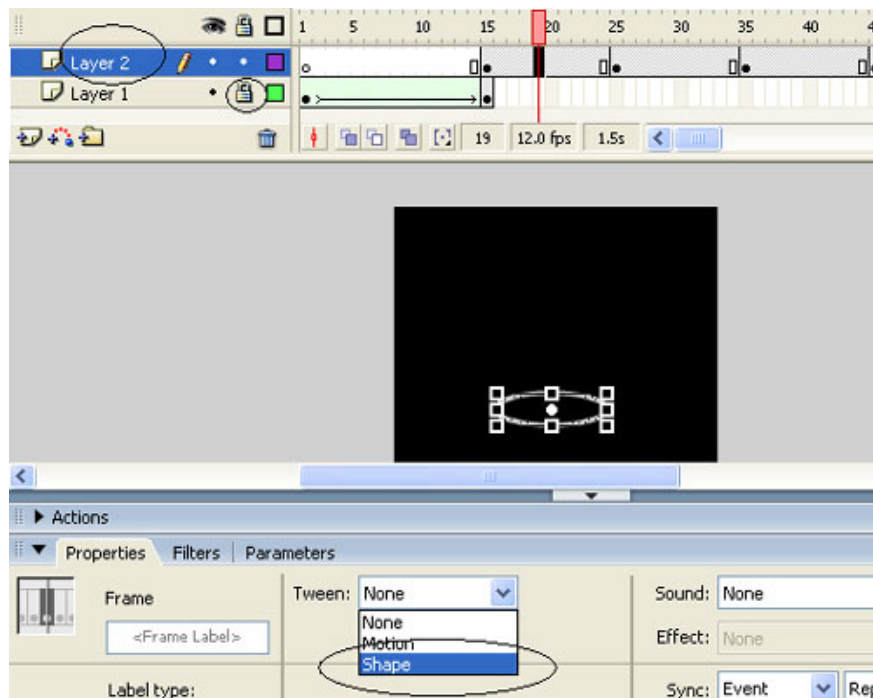 1 5 10 15 20 25 30 35 40
Layer 2
Layer 1
19 12.0 fps 1.5s
Actions
Properties Filters Parameters
Frame Tween: None Sound: None
<Frame Label> None Effect: None
Motion
Shape
Label type: Sync: Event